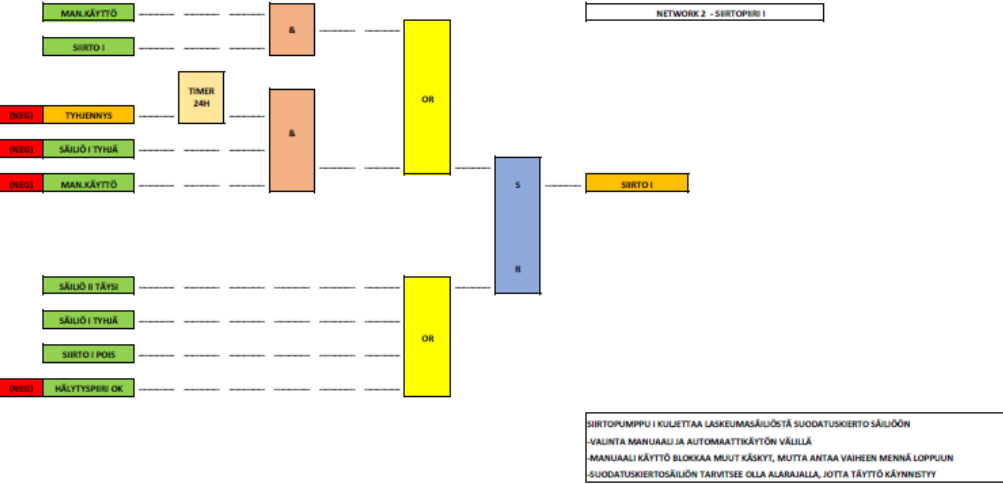 MAN.KÄYTTÖ
NETWORK 2 - SIIRTOPIIRI I
&
SIIRTO I
TIMER
24H
OR
(NEG) TYHJENNYS
&
(NEG) SÄILIÖ I TYHJÄ
(NEG) MAN.KÄYTTÖ
S
SIIRTO I
R
SÄILIÖ II TÄYSI
SÄILIÖ I TYHJÄ
OR
SIIRTO I POIS
(NEG) HÄLYTYSPIIRI OK
SIIRTOPUMPPU I KULJETTAA LASKEUMASÄILIÖSTÄ SUODATUSKIERTO SÄILIÖÖN
-VALINTA MANUAALI JA AUTOMAATTIKÄYTÖN VÄLILLÄ
-MANUAALI KÄYTTÖ BLOKKAA MUUT KÄSKYT, MUTTA ANTAA VAIHEEN MENNÄ LOPPUUN
-SUODATUSKIERTOSÄILIÖN TARVITSEE OLLA ALARAJALLA, JOTTA TÄYTTÖ KÄYNNISTYY